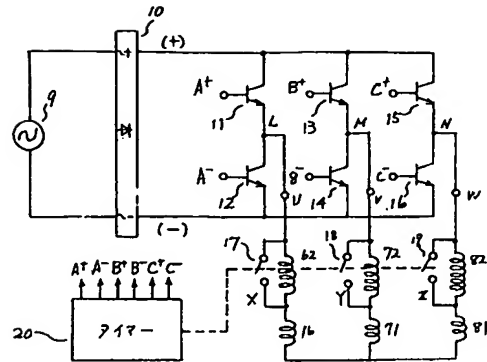 10
+
(+)
9
A+
11
L
B+
13
M
C+
15
N
A-
12
U
B-
14
V
C-
16
W
(-)
A+ A- B+ B- C+ C-
17
62
18
72
19
82
X
Y
Z
20
タイマー
16
71
81